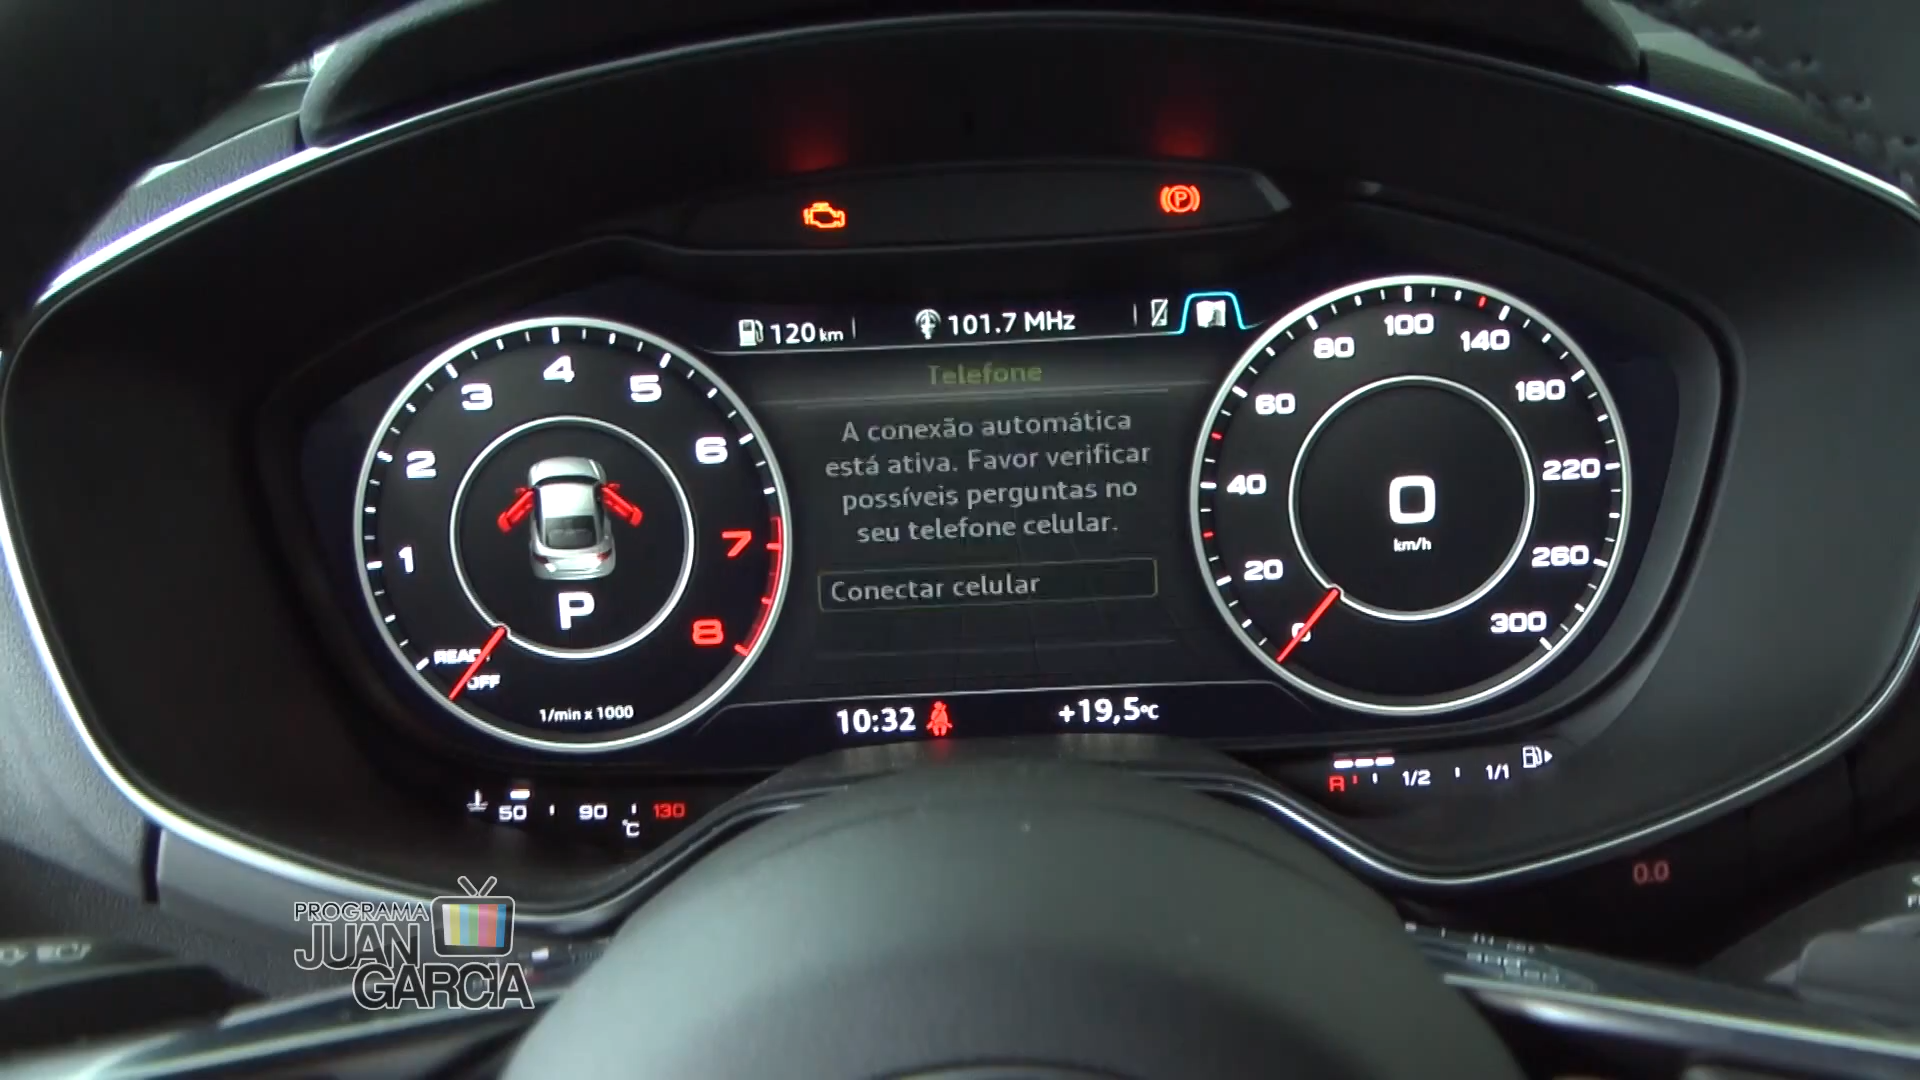 120 km
101.7 MHz
Telefone
A conexão automática
está ativa. Favor verificar
possíveis perguntas no
seu telefone celular.
Conectar celular
10:32
+19,5°C
1
2
3
4
5
6
7
8
P
READY
OFF
1/min x 1000
0
20
40
60
80
100
140
180
220
260
300
0
km/h
50 90 130
°C
R 1/2 1/1
0.0
PROGRAMA
JUAN
GARCIA